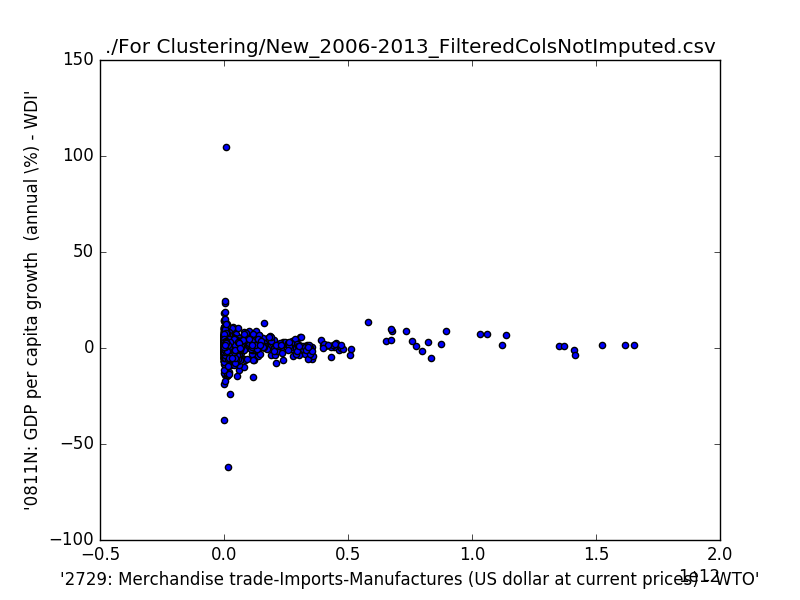 ./For Clustering/New_2006-2013_FilteredColsNotImputed.csv
150
100
50
0
−50
−100
'0811N: GDP per capita growth  (annual \%) - WDI'
−0.5 0.0 0.5 1.0 1.5 2.0
1e12
'2729: Merchandise trade-Imports-Manufactures (US dollar at current prices) - WTO'